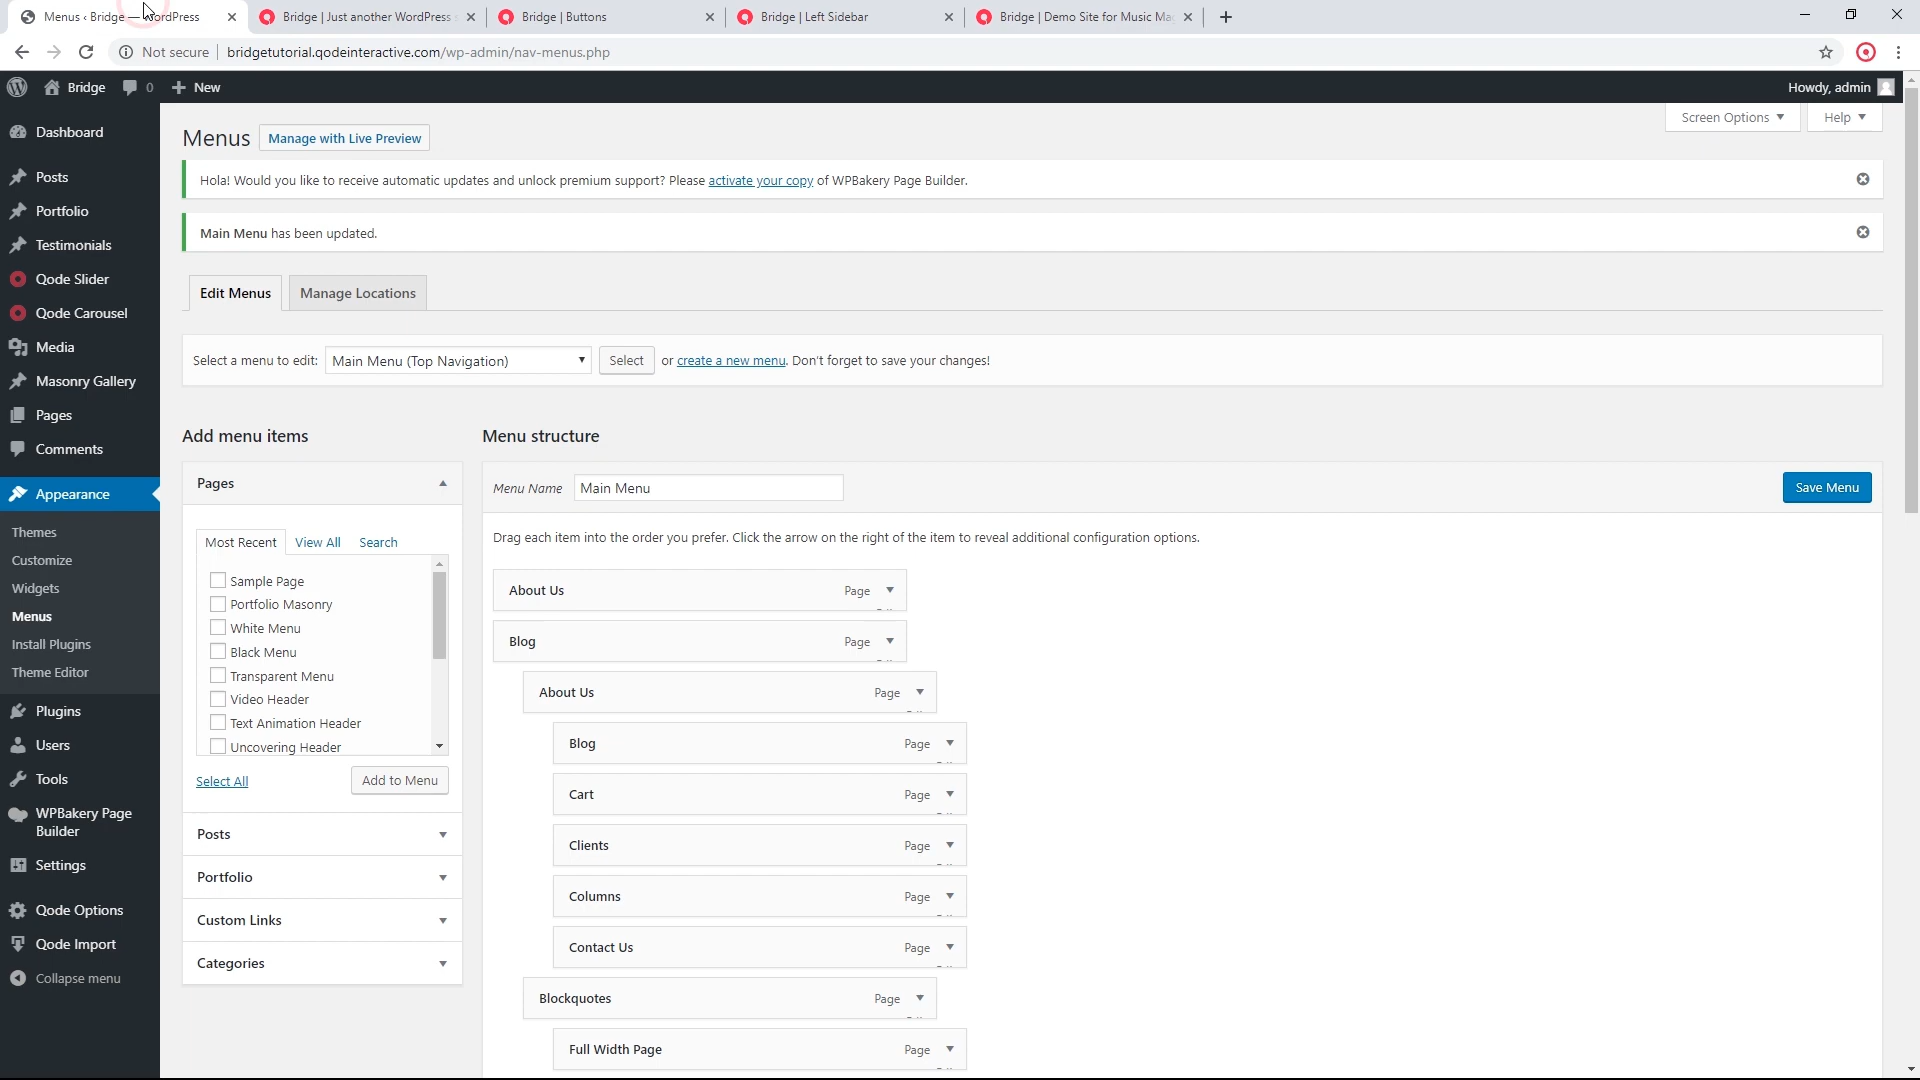 Menus ‹ Bridge — WordPress
Bridge | Just another WordPress s
Bridge | Buttons
Bridge | Left Sidebar
Bridge | Demo Site for Music Ma
Not secure
bridgetutorial.qodeinteractive.com/wp-admin/nav-menus.php
Bridge
0
New
Howdy, admin
Dashboard
Posts
Portfolio
Testimonials
Qode Slider
Qode Carousel
Media
Masonry Gallery
Pages
Comments
Appearance
Themes
Customize
Widgets
Menus
Install Plugins
Theme Editor
Plugins
Users
Tools
WPBakery Page
Builder
Settings
Qode Options
Qode Import
Collapse menu
Menus
Manage with Live Preview
Screen Options
Help
Hola! Would you like to receive automatic updates and unlock premium support? Please activate your copy of WPBakery Page Builder.
Main Menu has been updated.
Edit Menus
Manage Locations
Select a menu to edit: Main Menu (Top Navigation) Select or create a new menu. Don't forget to save your changes!
Add menu items
Pages
Most Recent View All Search
Sample Page
Portfolio Masonry
White Menu
Black Menu
Transparent Menu
Video Header
Text Animation Header
Uncovering Header
Select All
Add to Menu
Posts
Portfolio
Custom Links
Categories
Menu structure
Menu Name Main Menu
Save Menu
Drag each item into the order you prefer. Click the arrow on the right of the item to reveal additional configuration options.
About Us Page
Blog Page
About Us Page
Blog Page
Cart Page
Clients Page
Columns Page
Contact Us Page
Blockquotes Page
Full Width Page Page